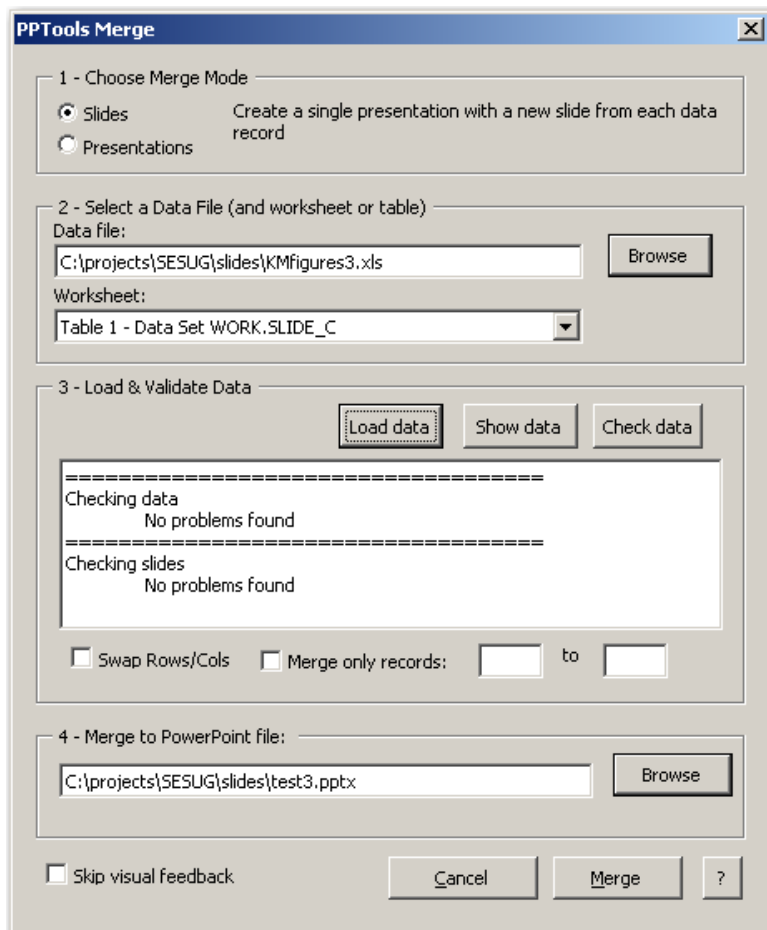 PPTools Merge
1 - Choose Merge Mode
Slides
Create a single presentation with a new slide from each data
record
Presentations
2 - Select a Data File (and worksheet or table)
Data file:
C:\projects\SESUG\slides\KMfigures3.xls
Browse
Worksheet:
Table 1 - Data Set WORK.SLIDE_C
3 - Load & Validate Data
Load data Show data Check data
====================================
Checking data
No problems found
====================================
Checking slides
No problems found
Swap Rows/Cols Merge only records: to
4 - Merge to PowerPoint file:
C:\projects\SESUG\slides\test3.pptx
Browse
Skip visual feedback Cancel Merge ?